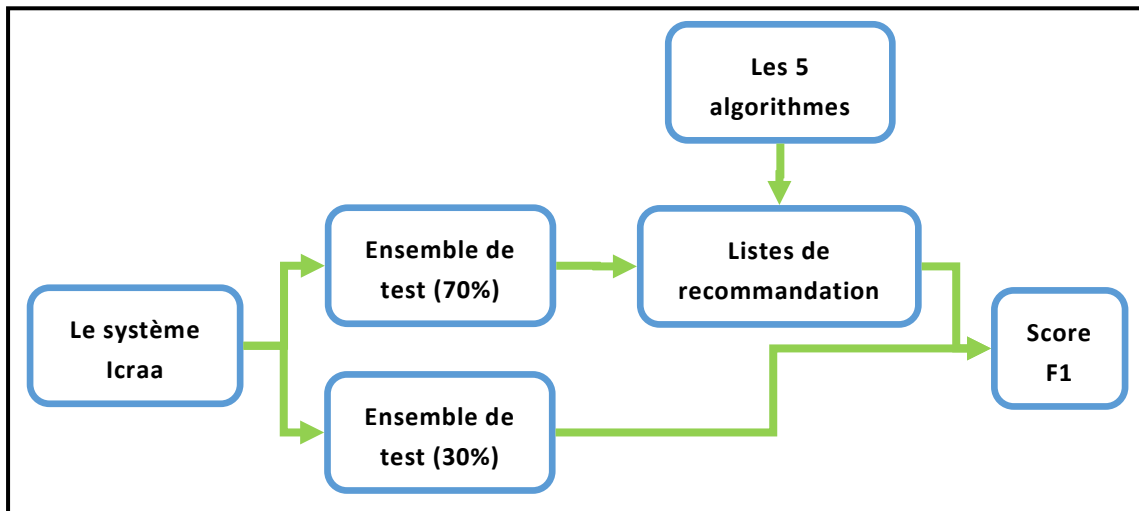 Les 5
algorithmes
Ensemble de
test (70%)
Listes de
recommandation
Le système
Icraa
Score
F1
Ensemble de
test (30%)